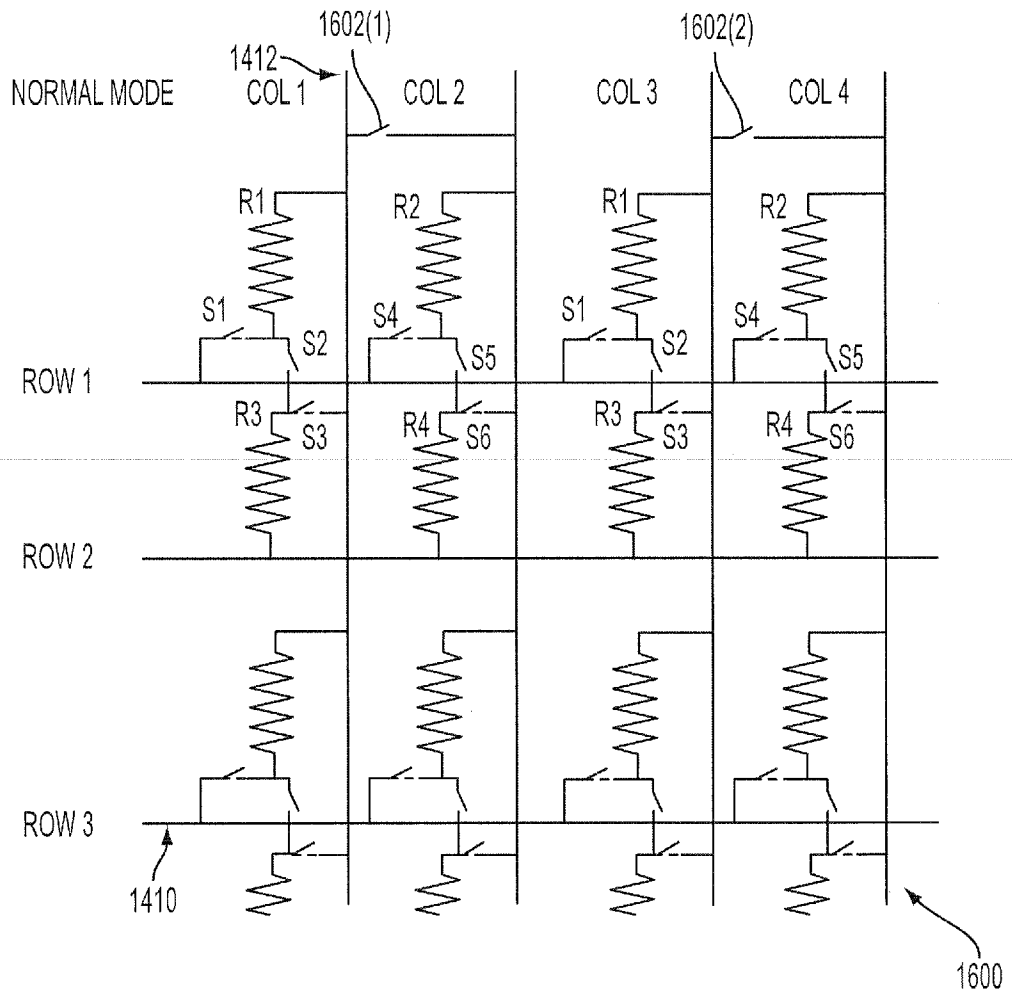 1602(1)
1602(2)
1412
NORMAL MODE
COL 1
COL 2
COL 3
COL 4
R1
R2
R1
R2
S1
S2
S4
S5
S1
S2
S4
S5
ROW 1
R3
S3
R4
S6
R3
S3
R4
S6
ROW 2
ROW 3
1410
1600